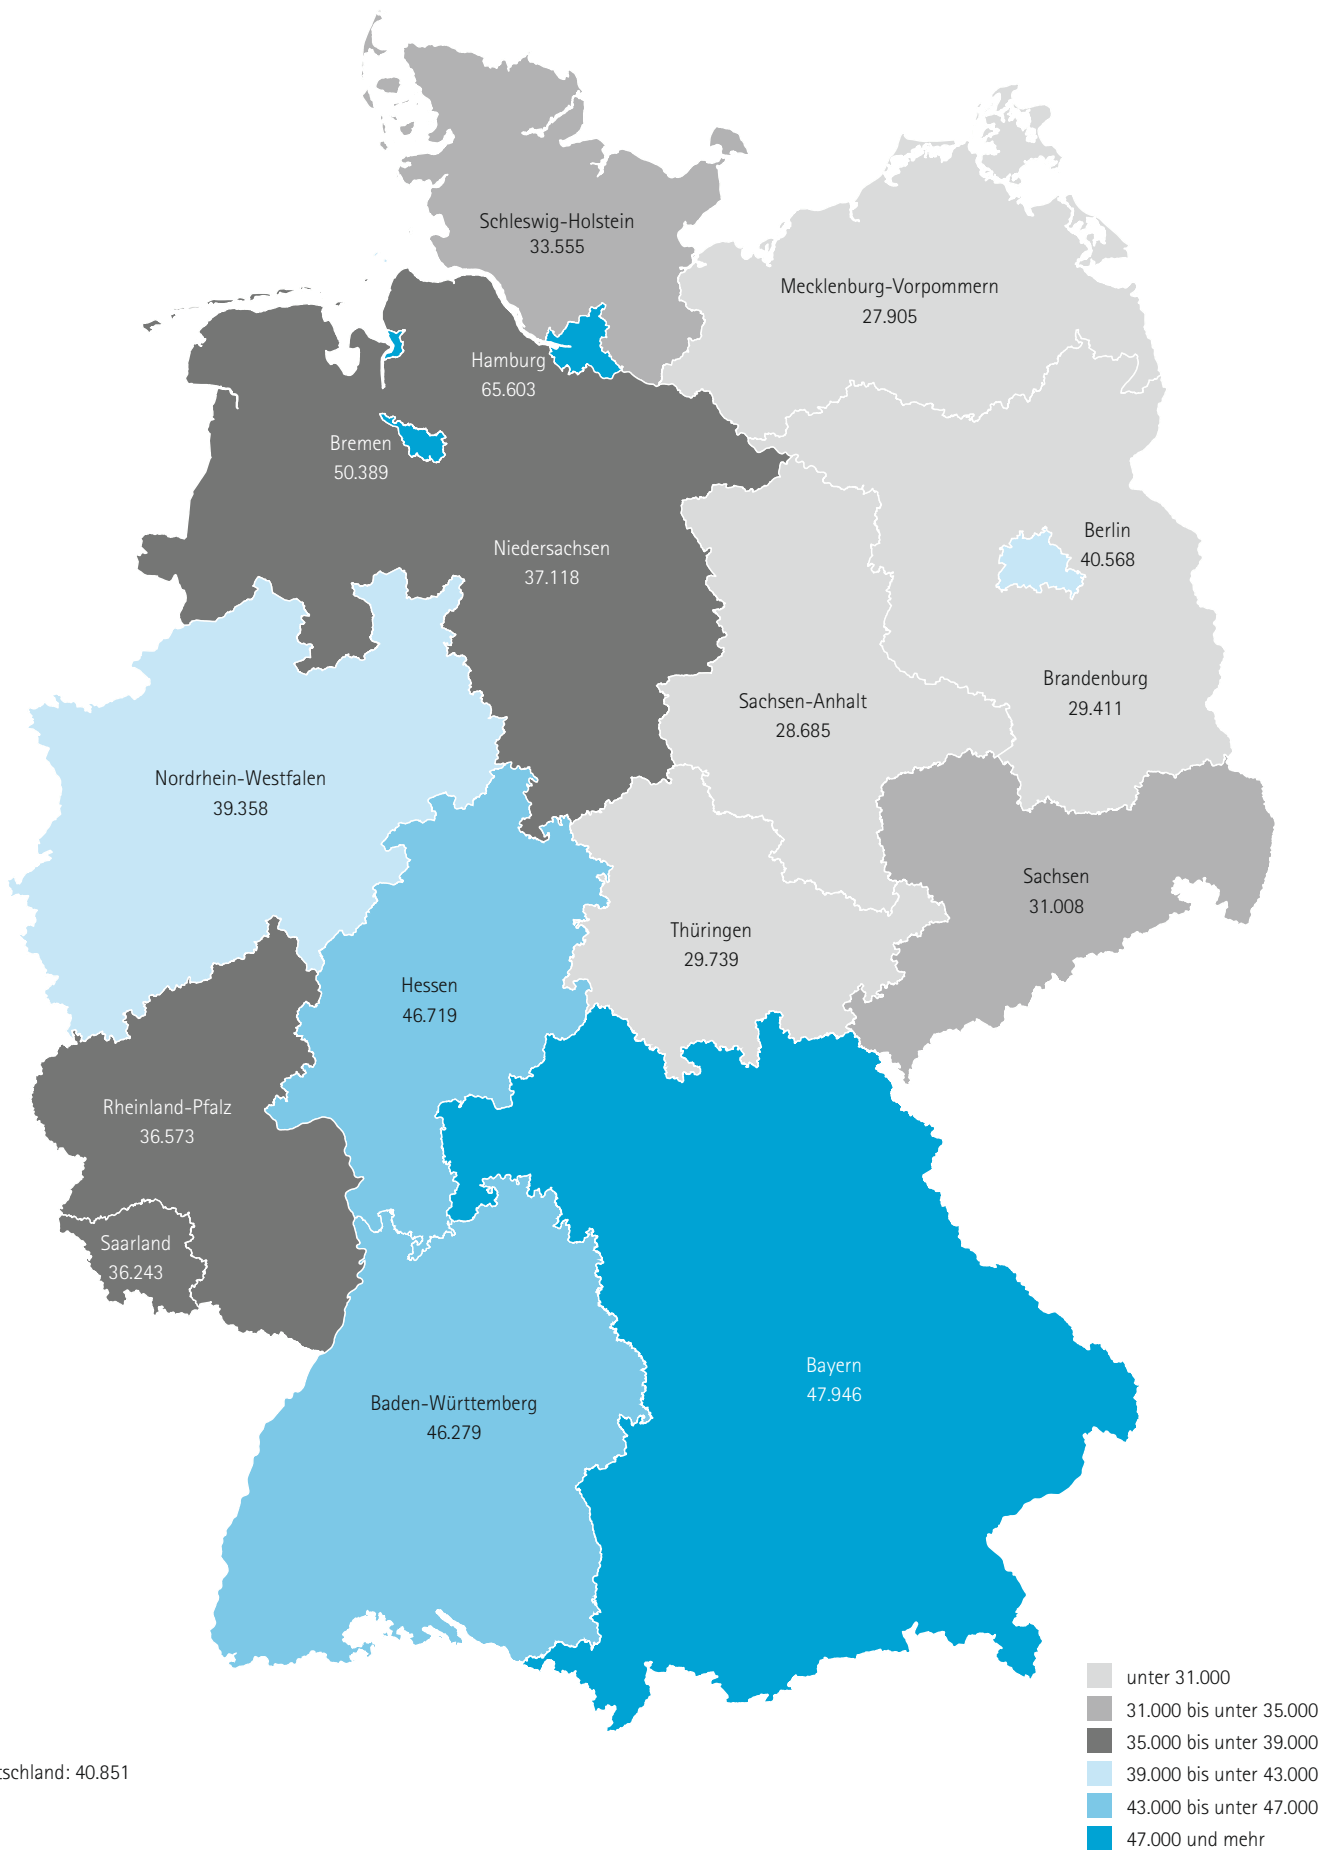 Schleswig-Holstein
33.555
Mecklenburg-Vorpommern
27.905
Hamburg
65.603
Bremen
50.389
Berlin
40.568
Niedersachsen
37.118
Brandenburg
29.411
Sachsen-Anhalt
28.685
Nordrhein-Westfalen
39.358
Sachsen
31.008
Thüringen
29.739
Hessen
46.719
Rheinland-Pfalz
36.573
Saarland
36.243
Bayern
47.946
Baden-Württemberg
46.279
unter 31.000
31.000 bis unter 35.000
35.000 bis unter 39.000
39.000 bis unter 43.000
43.000 bis unter 47.000
47.000 und mehr
tschland: 40.851